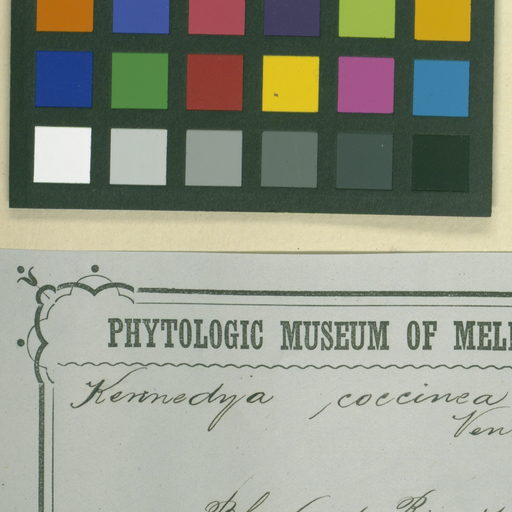 PHYTOLOGIC MUSEUM OF MEL
Kennedya coccinea
Ven